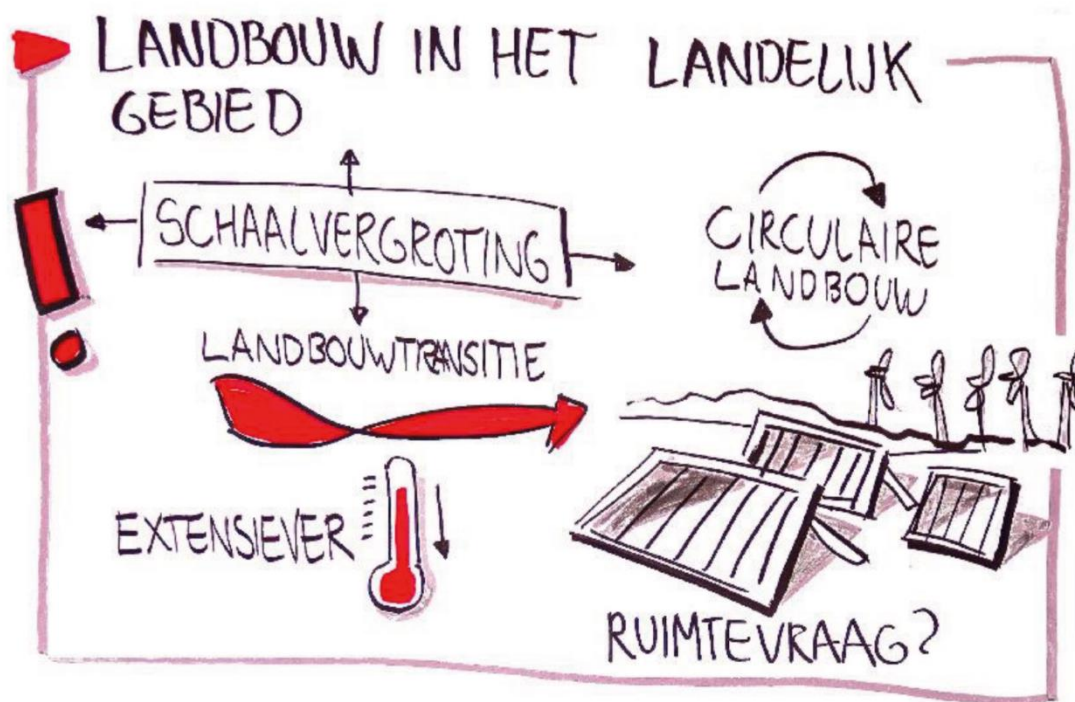 LANDBOUW IN HET LANDELIJK
GEBIED
SCHAALVERGROTING
CIRCULAIRE
LANDBOUW
LANDBOUWTRANSITIE
EXTENSIEVER
RUIMTEVRAAG?